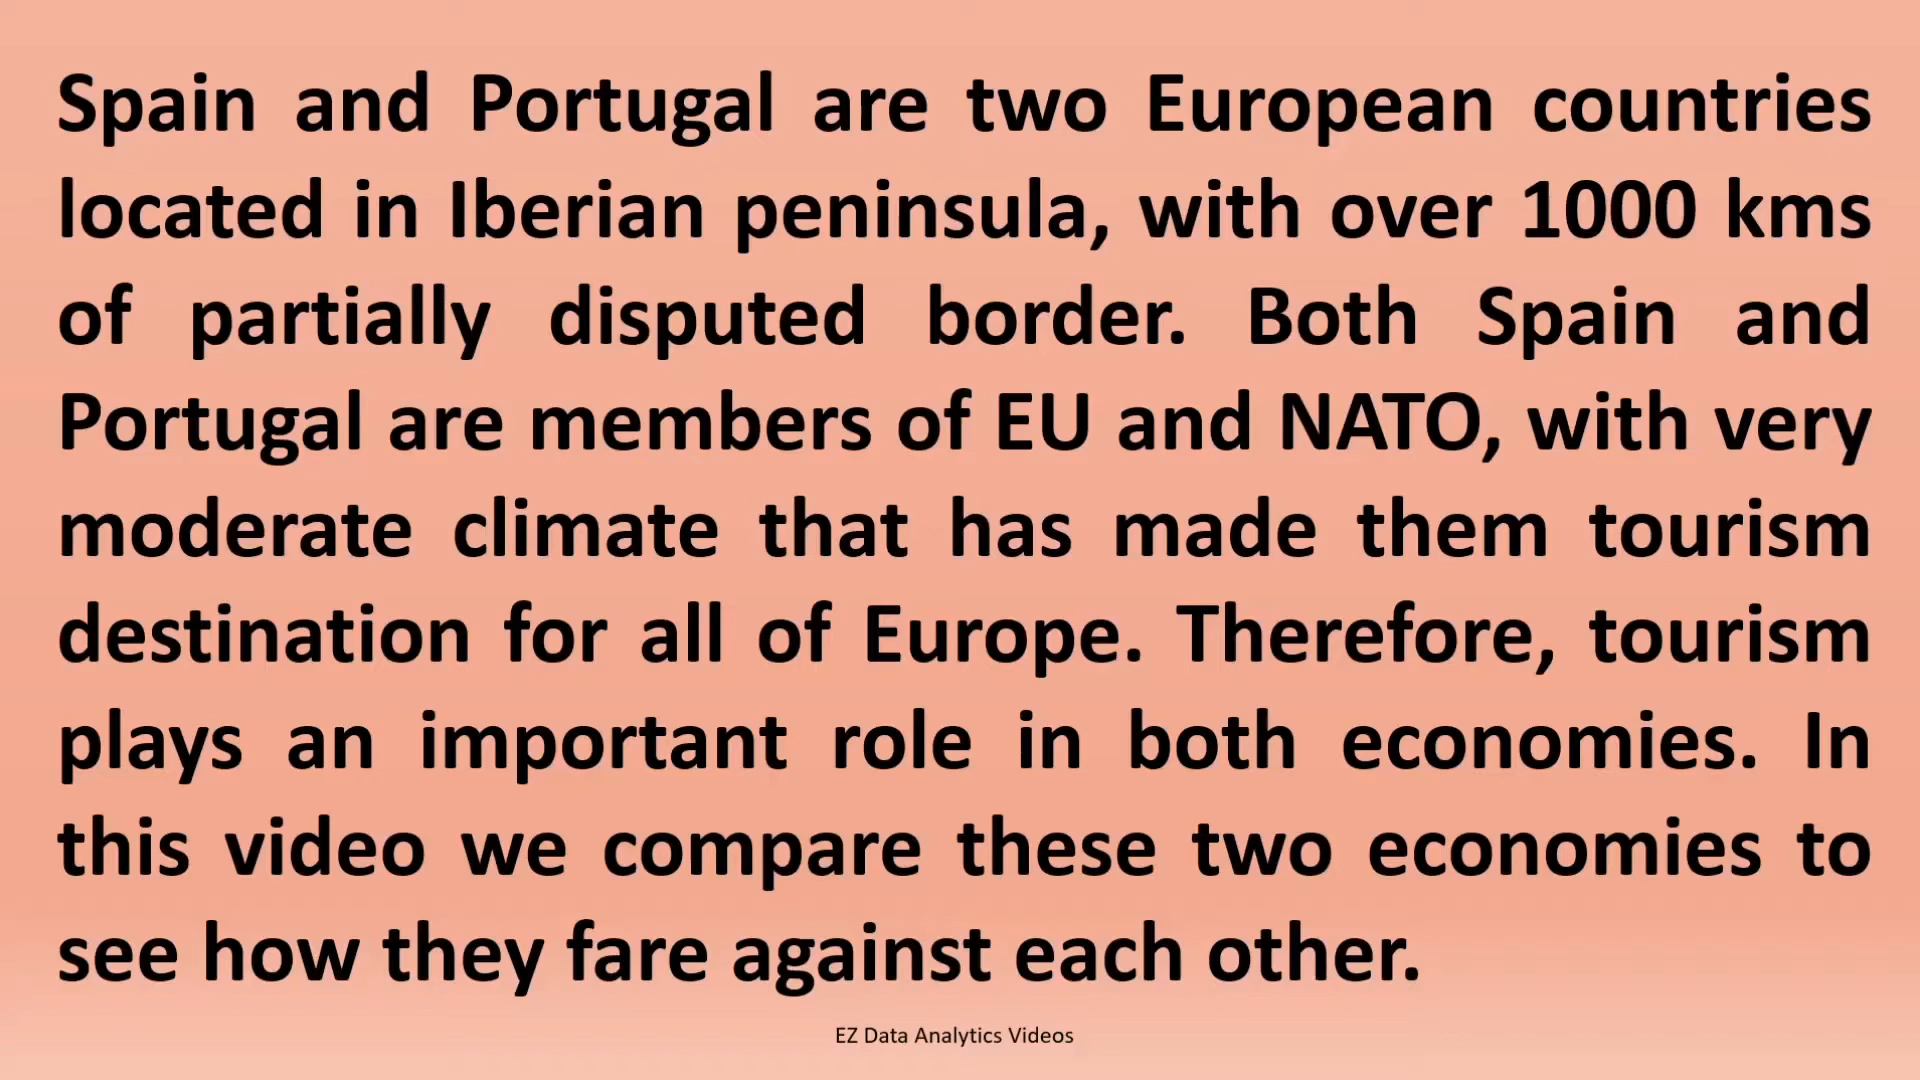 Spain and Portugal are two European countries
located in Iberian peninsula, with over 1000 kms
of partially disputed border. Both Spain and
Portugal are members of EU and NATO, with very
moderate climate that has made them tourism
destination for all of Europe. Therefore, tourism
plays an important role in both economies. In
this video we compare these two economies to
see how they fare against each other.
EZ Data Analytics Videos